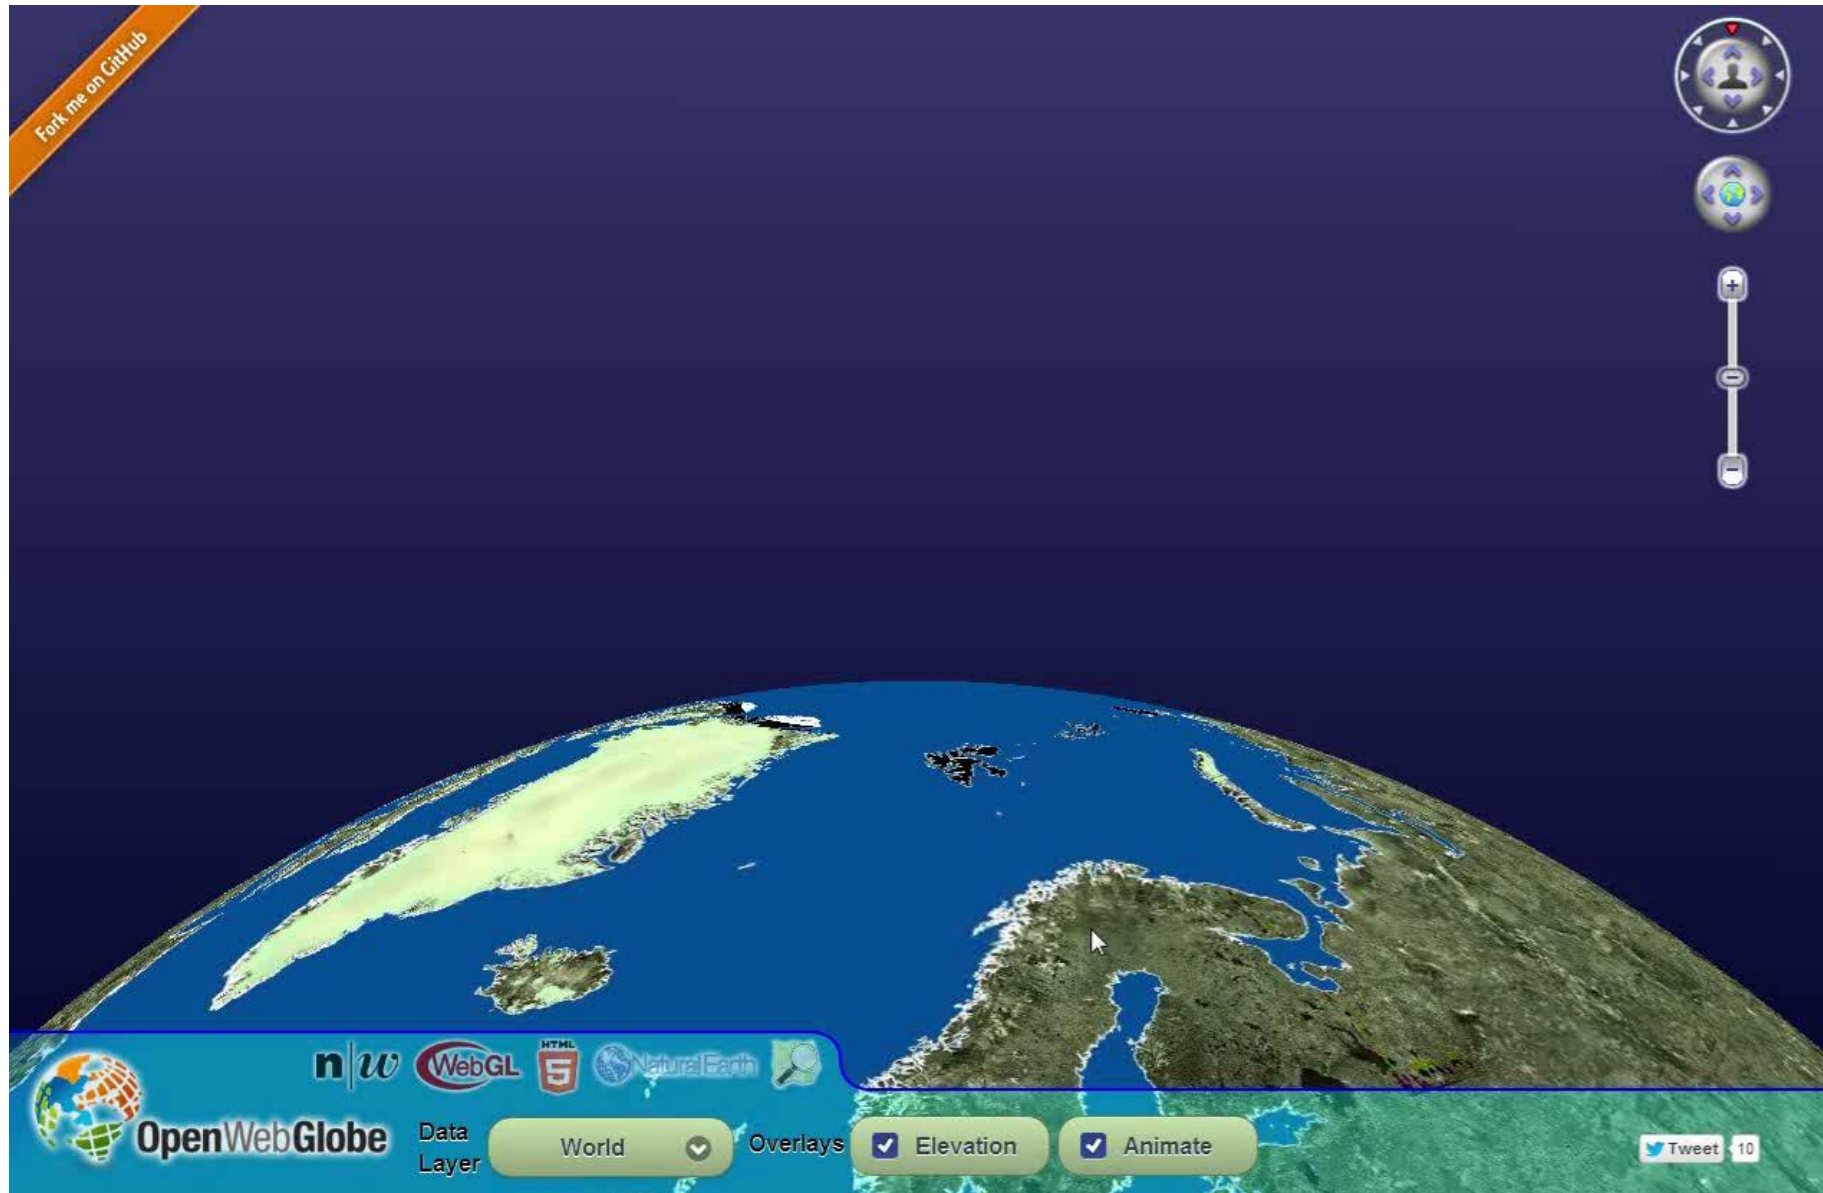 Fork me on GitHub
n|w
WebGL
HTML
5
NaturalEarth
OpenWebGlobe
Data
Layer
World
Overlays
Elevation
Animate
Tweet
10